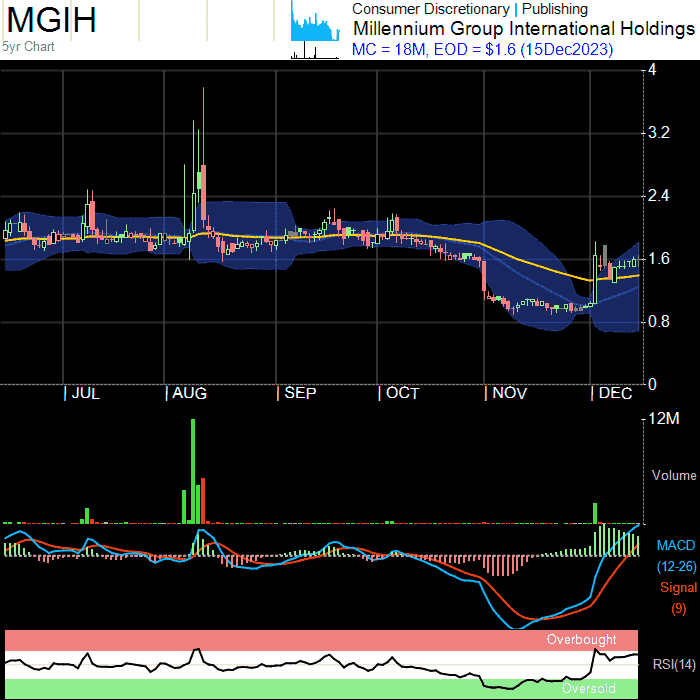 MGIH
5yr Chart
Consumer Discretionary | Publishing
Millennium Group International Holdings
MC = 18M, EOD = $1.6 (15Dec2023)
4
3.2
2.4
1.6
0.8
0
JUL
AUG
SEP
OCT
NOV
DEC
12M
Volume
MACD
(12-26)
Signal
(9)
Overbought
RSI(14)
Oversold